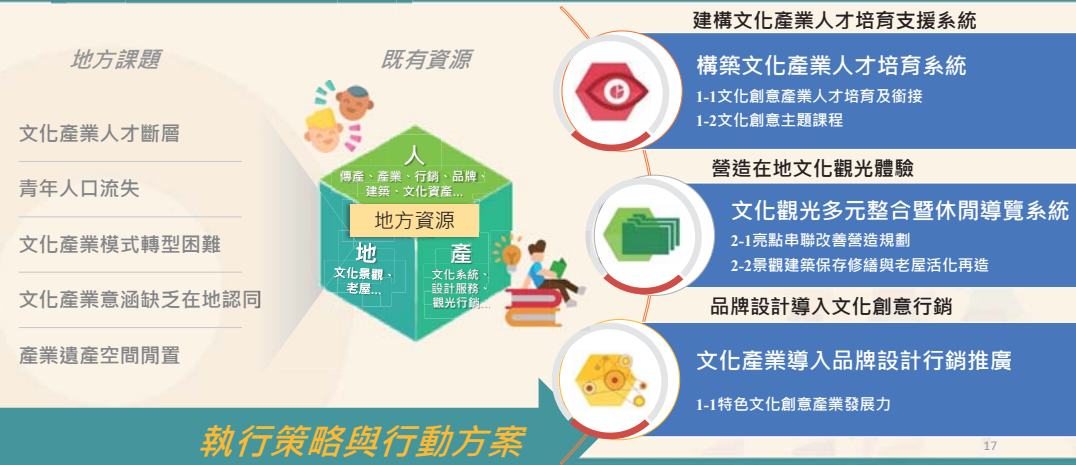 地方課題
文化產業人才斷層
青年人口流失
文化產業模式轉型困難
文化產業意涵缺乏在地認同
產業遺產空間閒置
既有資源
人
傳產、產業、行銷、品牌、
建築、文化資產...
地方資源
地
文化景觀、
老屋...
產
文化系統、
設計服務、
觀光行銷...
建構文化產業人才培育支援系統
構築文化產業人才培育系統
1-1文化創意產業人才培育及銜接
1-2文化創意主題課程
營造在地文化觀光體驗
文化觀光多元整合暨休閒導覽系統
2-1亮點串聯改善營造規劃
2-2景觀建築保存修繕與老屋活化再造
品牌設計導入文化創意行銷
文化產業導入品牌設計行銷推廣
1-1特色文化創意產業發展力
執行策略與行動方案
17